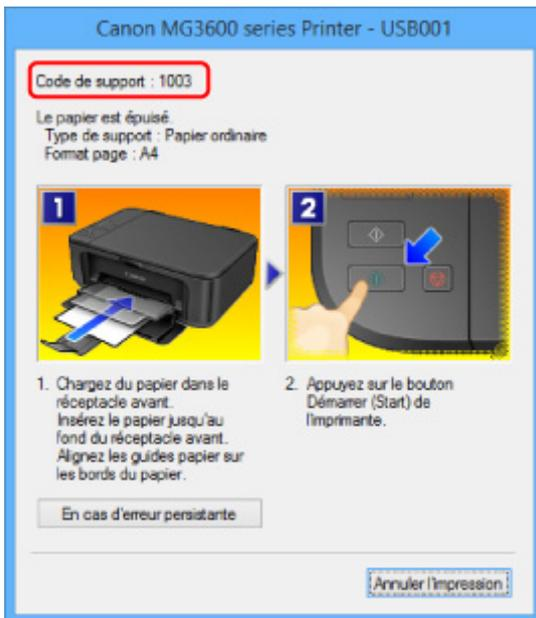 Canon MG3600 series Printer - USB001
Code de support : 1003
Le papier est épuisé.
Type de support : Papier ordinaire
Format page : A4
1
2
1. Chargez du papier dans le
réceptacle avant.
Insérez le papier jusqu'au
fond du réceptacle avant.
Alignez les guides papier sur
les bords du papier.
2. Appuyez sur le bouton
Démarrer (Start) de
l'imprimante.
En cas d'erreur persistante
Annuler l'impression